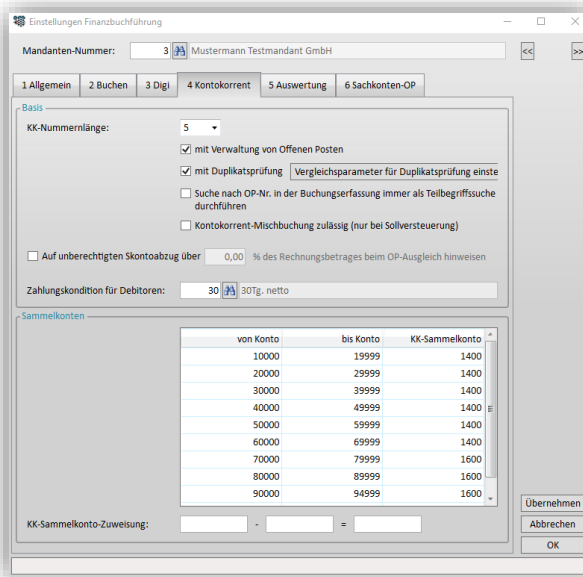 Einstellungen Finanzbuchführung
Mandanten-Nummer: 3 Mustermann Testmandant GmbH << >>
1 Allgemein 2 Buchen 3 Digi 4 Kontokorrent 5 Auswertung 6 Sachkonten-OP
Basis
KK-Nummernlänge: 5
mit Verwaltung von Offenen Posten
mit Duplikatsprüfung Vergleichsparameter für Duplikatsprüfung einste
Suche nach OP-Nr. in der Buchungserfassung immer als Teilbegriffssuche
durchführen
Kontokorrent-Mischbuchung zulässig (nur bei Sollversteuerung)
Auf unberechtigten Skontoabzug über 0,00 % des Rechnungsbetrages beim OP-Ausgleich hinweisen
Zahlungskondition für Debitoren: 30 30Tg. netto
Sammelkonten
von Konto bis Konto KK-Sammelkonto
10000 19999 1400
20000 29999 1400
30000 39999 1400
40000 49999 1400
50000 59999 1400
60000 69999 1400
70000 79999 1600
80000 89999 1600
90000 94999 1600
KK-Sammelkonto-Zuweisung: - =
Übernehmen
Abbrechen
OK